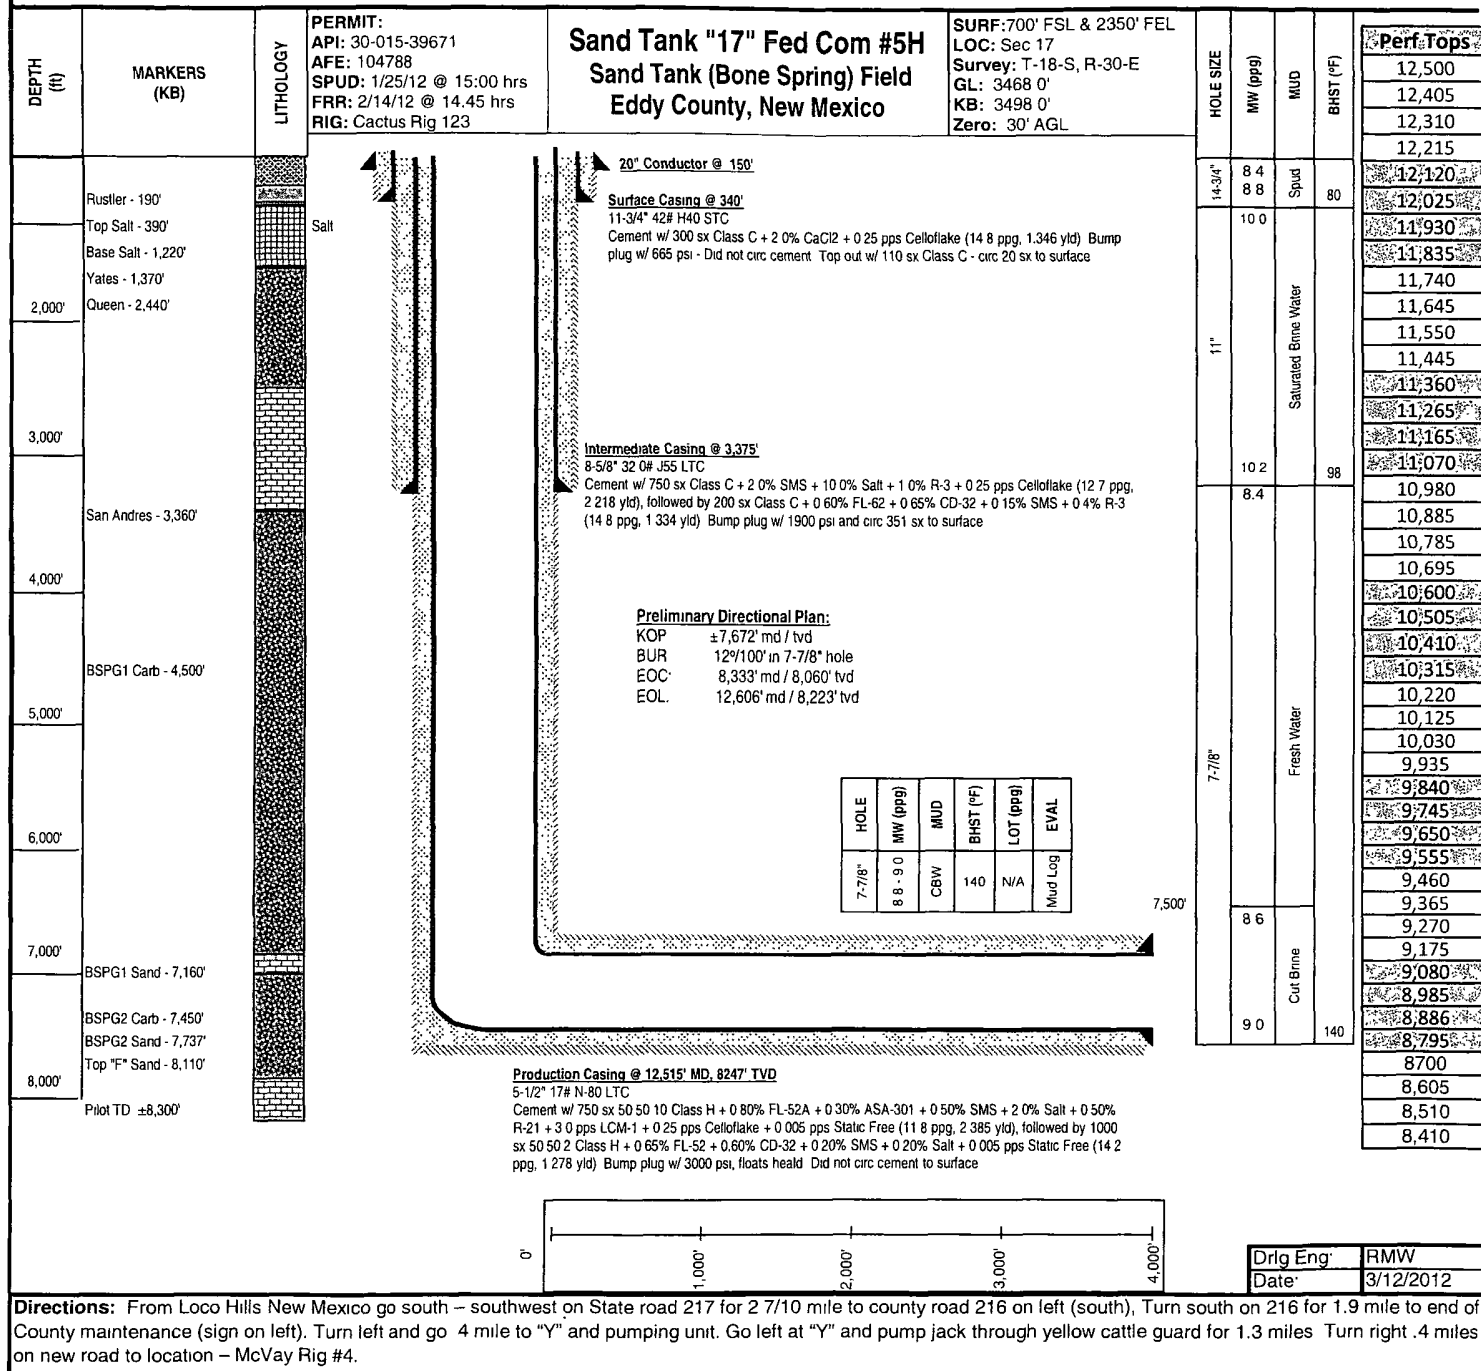 DEPTH (ft)
MARKERS (KB)
LITHOLOGY
PERMIT:
API: 30-015-39671
AFE: 104788
SPUD: 1/25/12 @ 15:00 hrs
FRR: 2/14/12 @ 14.45 hrs
RIG: Cactus Rig 123
Sand Tank "17" Fed Com #5H
Sand Tank (Bone Spring) Field
Eddy County, New Mexico
SURF:700' FSL & 2350' FEL
LOC: Sec 17
Survey: T-18-S, R-30-E
GL: 3468 0'
KB: 3498 0'
Zero: 30' AGL
HOLE SIZE
MW (ppg)
MUD
BHST (ºF)
Perf Tops
12,500
12,405
12,310
12,215
12,120
12,025
11,930
11,835
11,740
11,645
11,550
11,445
11,360
11,265
11,165
11,070
10,980
10,885
10,785
10,695
10,600
10,505
10,410
10,315
10,220
10,125
10,030
9,935
9,840
9,745
9,650
9,555
9,460
9,365
9,270
9,175
9,080
8,985
8,886
8,795
8700
8,605
8,510
8,410
Rustler - 190'
Top Salt - 390'
Base Salt - 1,220'
Yates - 1,370'
Queen - 2,440'
San Andres - 3,360'
BSPG1 Carb - 4,500'
BSPG1 Sand - 7,160'
BSPG2 Carb - 7,450'
BSPG2 Sand - 7,737'
Top "F" Sand - 8,110'
Pilot TD ±8,300'
2,000'
3,000'
4,000'
5,000'
6,000'
7,000'
8,000'
Salt
20" Conductor @ 150'
Surface Casing @ 340'
11-3/4" 42# H40 STC
Cement w/ 300 sx Class C + 2 0% CaCl2 + 0 25 pps Celloflake (14 8 ppg, 1.346 yld) Bump
plug w/ 665 psi - Did not circ cement Top out w/ 110 sx Class C - circ 20 sx to surface
Intermediate Casing @ 3,375'
8-5/8" 32 0# J55 LTC
Cement w/ 750 sx Class C + 2 0% SMS + 10 0% Salt + 1 0% R-3 + 0 25 pps Celloflake (12 7 ppg,
2 218 yld), followed by 200 sx Class C + 0 60% FL-62 + 0 65% CD-32 + 0 15% SMS + 0 4% R-3
(14 8 ppg, 1 334 yld) Bump plug w/ 1900 psi and circ 351 sx to surface
Preliminary Directional Plan:
KOP ±7,672' md / tvd
BUR 12º/100' in 7-7/8" hole
EOC 8,333' md / 8,060' tvd
EOL. 12,606' md / 8,223' tvd
HOLE
MW (ppg)
MUD
BHST (ºF)
LOT (ppg)
EVAL
7-7/8"
8 8 - 9 0
CBW
140
N/A
Mud Log
14-3/4"
8 4
8 8
Spud
80
11"
10 0
10 2
Saturated Brine Water
98
7-7/8"
8.4
Fresh Water
7,500'
8 6
9 0
Cut Brine
140
Production Casing @ 12,515' MD, 8247' TVD
5-1/2" 17# N-80 LTC
Cement w/ 750 sx 50 50 10 Class H + 0 80% FL-52A + 0 30% ASA-301 + 0 50% SMS + 2 0% Salt + 0 50%
R-21 + 3 0 pps LCM-1 + 0 25 pps Celloflake + 0 005 pps Static Free (11 8 ppg, 2 385 yld), followed by 1000
sx 50 50 2 Class H + 0 65% FL-52 + 0.60% CD-32 + 0 20% SMS + 0 20% Salt + 0 005 pps Static Free (14 2
ppg, 1 278 yld) Bump plug w/ 3000 psi, floats heald Did not circ cement to surface
0'
1,000'
2,000'
3,000'
4,000'
Drlg Eng: RMW
Date: 3/12/2012
Directions: From Loco Hills New Mexico go south – southwest on State road 217 for 2 7/10 mile to county road 216 on left (south), Turn south on 216 for 1.9 mile to end of
County maintenance (sign on left). Turn left and go 4 mile to "Y" and pumping unit. Go left at "Y" and pump jack through yellow cattle guard for 1.3 miles Turn right .4 miles
on new road to location – McVay Rig #4.